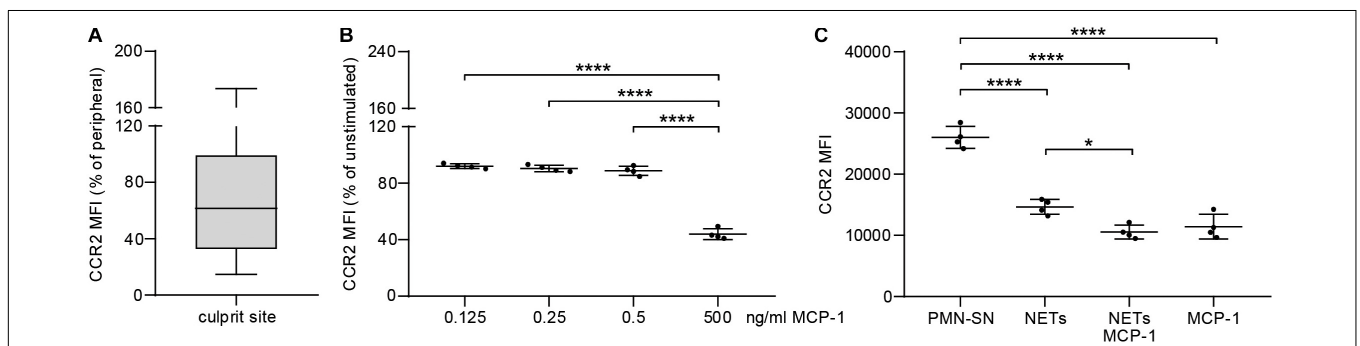 A
CCR2 MFI (% of peripheral)
200
160
120
80
40
0
culprit site
B
CCR2 MFI (% of unstimulated)
240
160
120
80
40
0
****
****
****
0.125 0.25 0.5 500 ng/ml MCP-1
C
CCR2 MFI
40000
30000
20000
10000
0
****
****
****
*
PMN-SN NETs NETs MCP-1
MCP-1